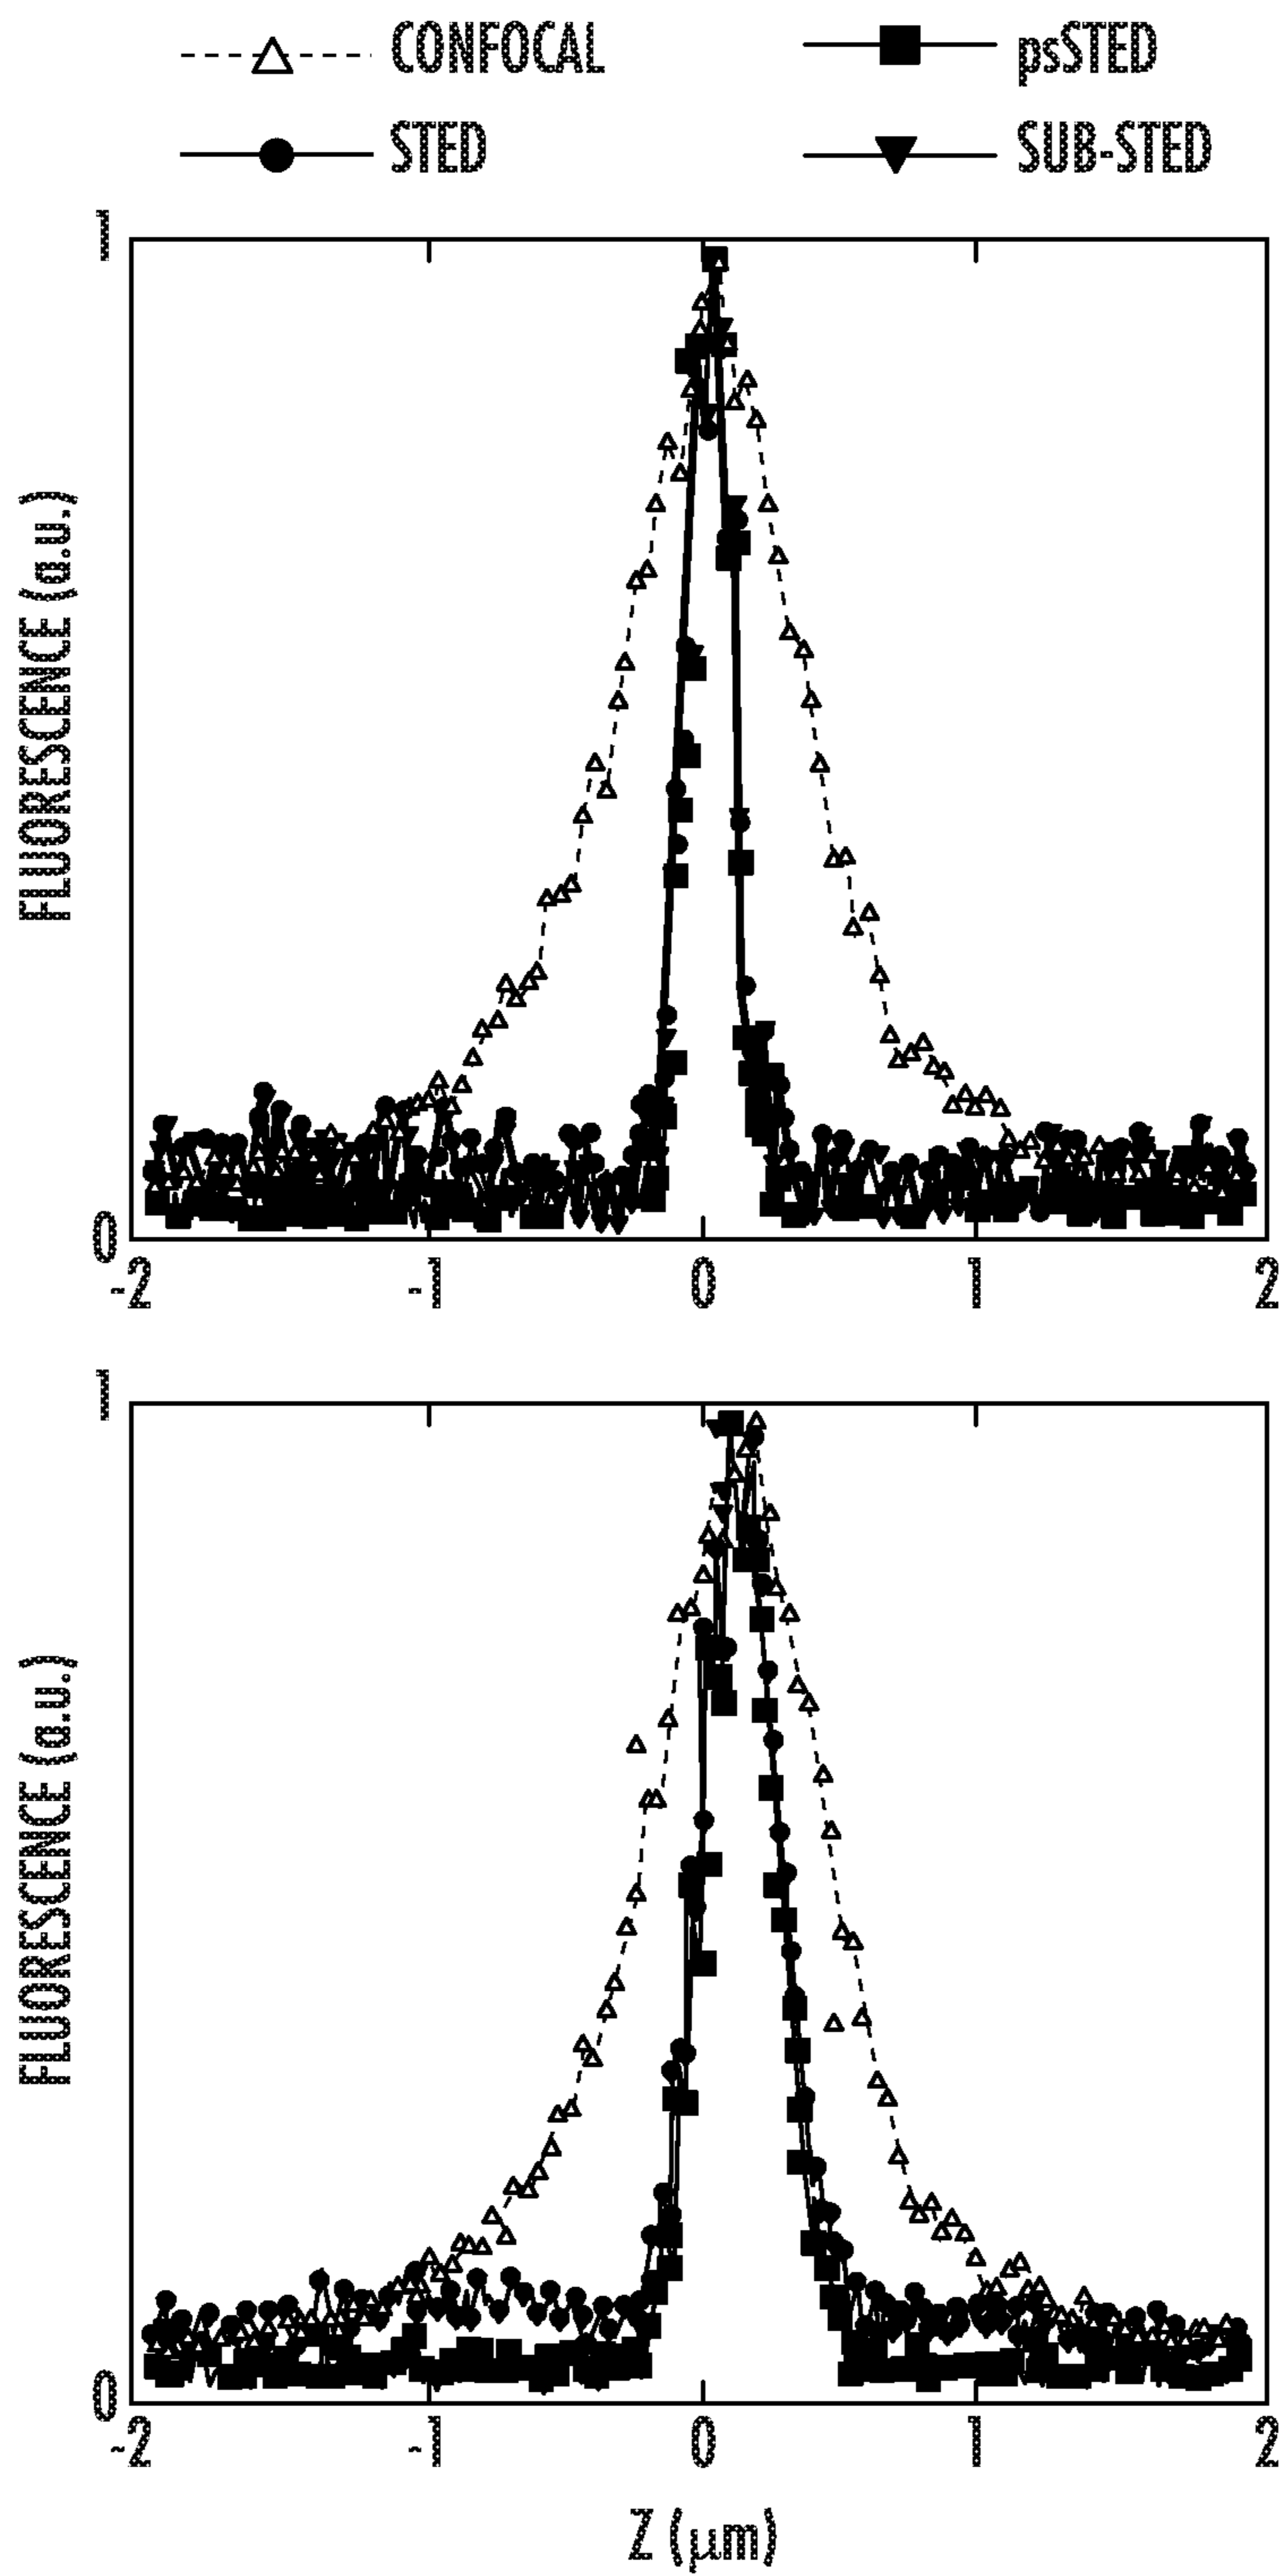 CONFOCAL psSTED
STED SUB-STED
1
FLUORESCENCE (a.u.)
0
-2 -1 0 1 2
1
FLUORESCENCE (a.u.)
0
-2 -1 0 1 2
Z (μm)